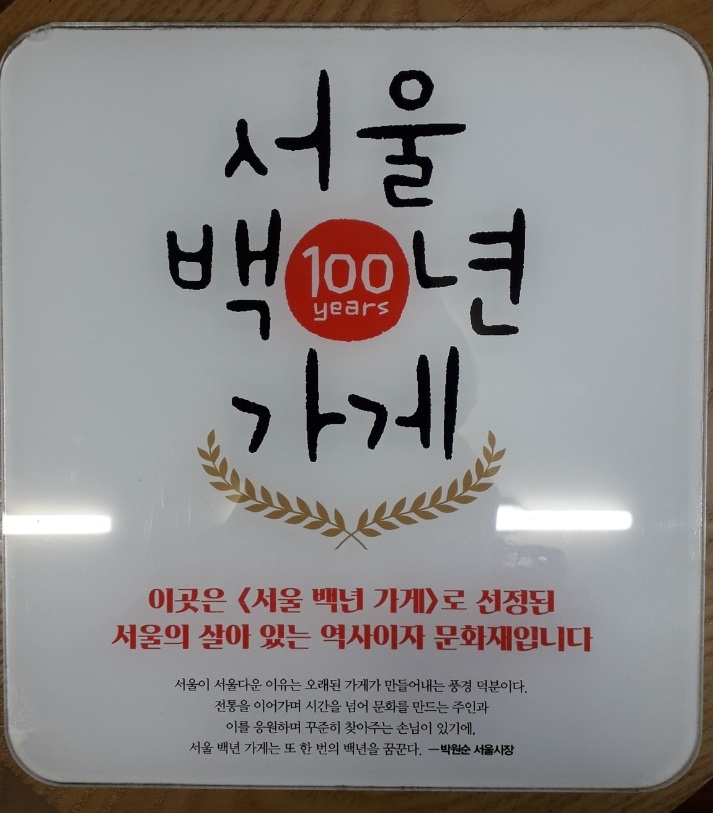 서울
백 100 years 년
가게
이곳은 〈서울 백년 가게〉로 선정된
서울의 살아 있는 역사이자 문화재입니다
서울이 서울다운 이유는 오래된 가게가 만들어내는 풍경 덕분이다.
전통을 이어가며 시간을 넘어 문화를 만드는 주인과
이를 응원하며 꾸준히 찾아주는 손님이 있기에,
서울 백년 가게는 또 한 번의 백년을 꿈꾼다. —박원순 서울시장